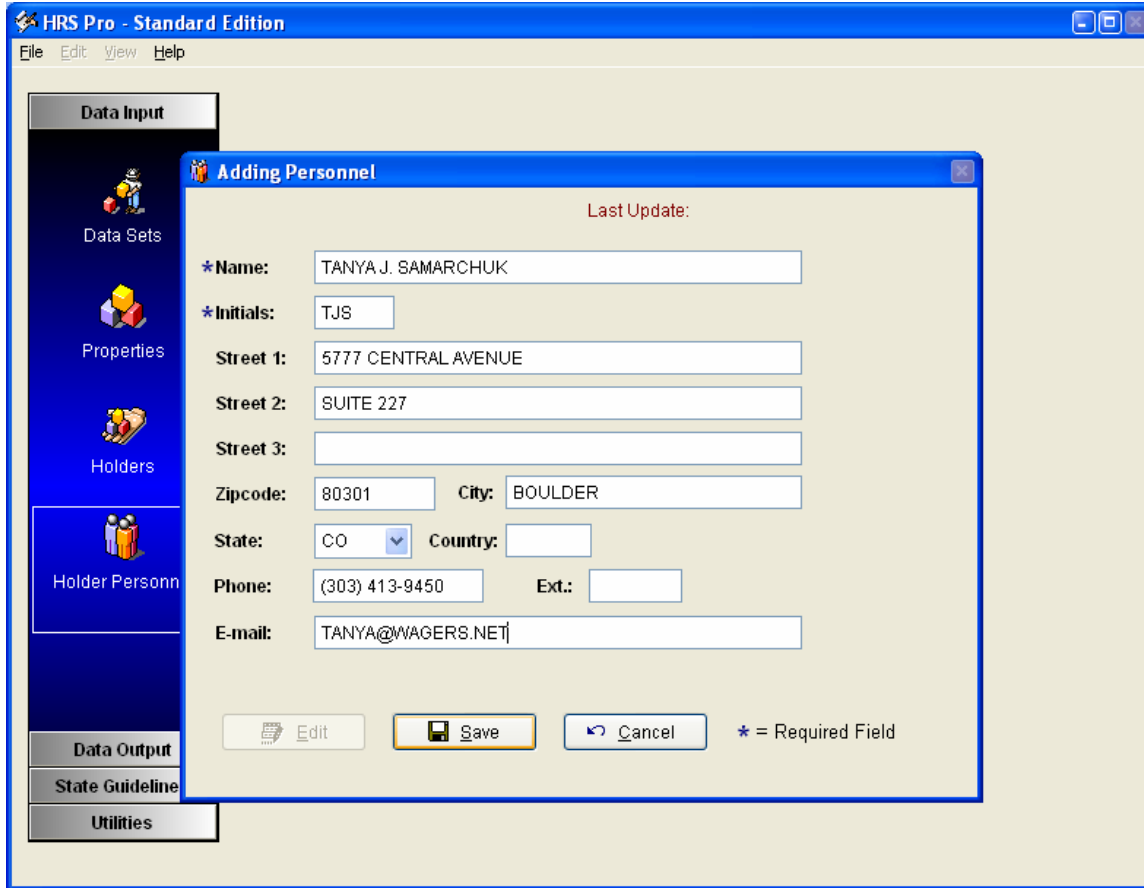 HRS Pro - Standard Edition
File Edit View Help
Data Input
Data Sets
Properties
Holders
Holder Personn
Data Output
State Guideline
Utilities
Adding Personnel
Last Update:
*Name: TANYA J. SAMARCHUK
*Initials: TJS
Street 1: 5777 CENTRAL AVENUE
Street 2: SUITE 227
Street 3:
Zipcode: 80301 City: BOULDER
State: CO Country:
Phone: (303) 413-9450 Ext.:
E-mail: TANYA@WAGERS.NET
Edit Save Cancel * = Required Field